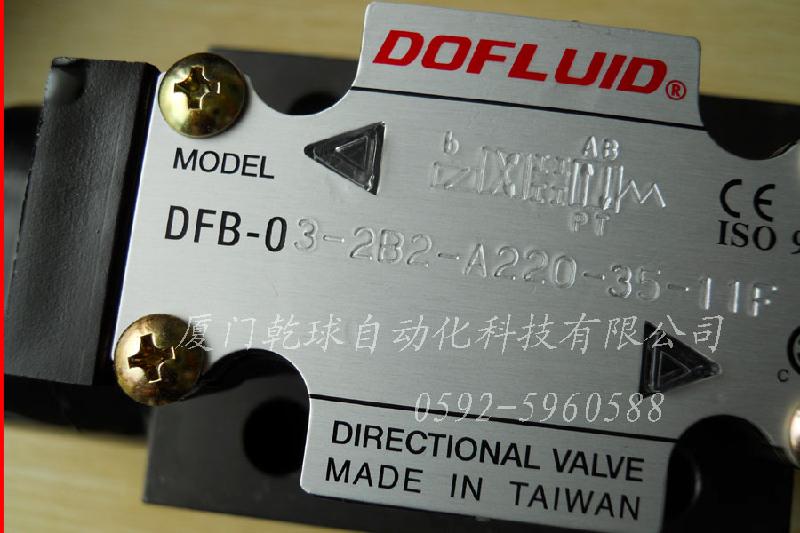 DOFLUID®
b AB
MODEL
PT
CE
DFB-03-2B2-A220-35-11F
ISO 9
厦门乾球自动化科技有限公司
C
0592-5960588
DIRECTIONAL VALVE
MADE IN TAIWAN